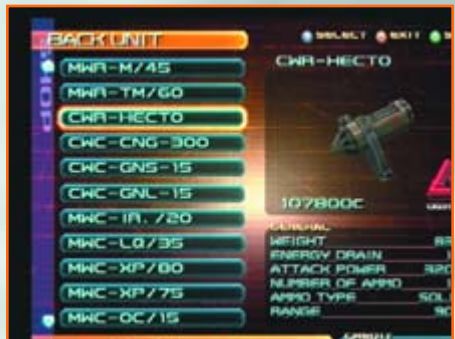 BACK UNIT
SELECT EXIT
SHOP
MWR-M/45
MWR-TM/60
CWR-HECTO
CWC-CNG-300
CWC-GNS-15
CWC-GNL-15
MWC-IR./20
MWC-LQ/35
MWC-XP/80
MWC-XP/75
MWC-OC/15
CWR-HECTO
107800C
GENERAL
WEIGHT
ENERGY DRAIN
ATTACK POWER
NUMBER OF AMMO
AMMO TYPE
RANGE